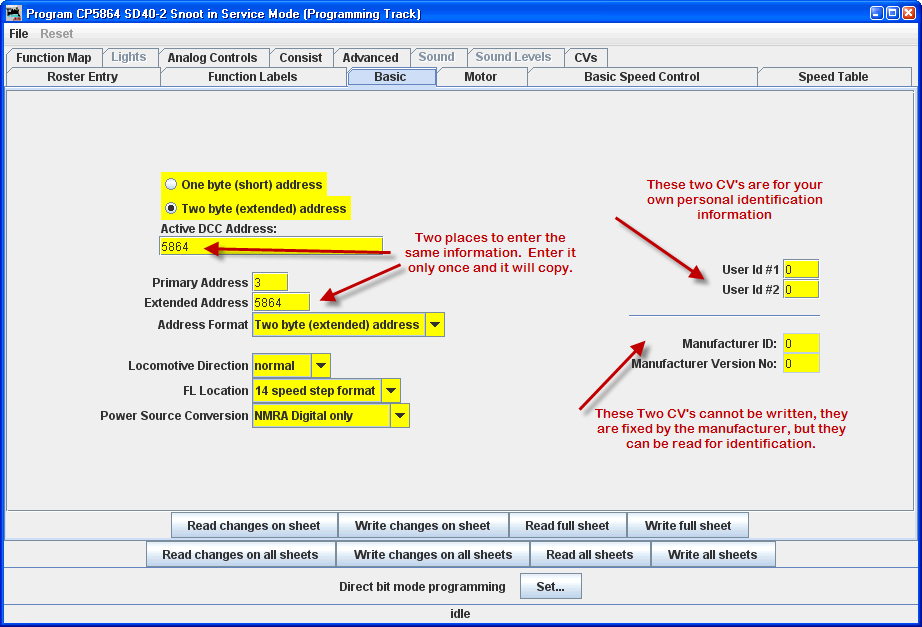 Program CP5864 SD40-2 Snoot in Service Mode (Programming Track)
File Reset
Function Map Lights Analog Controls Consist Advanced Sound Sound Levels CVs
Roster Entry Function Labels Basic Motor Basic Speed Control Speed Table
One byte (short) address
Two byte (extended) address
Active DCC Address:
5864
Two places to enter the
same information. Enter it
only once and it will copy.
Primary Address 3
Extended Address 5864
Address Format Two byte (extended) address
Locomotive Direction normal
FL Location 14 speed step format
Power Source Conversion NMRA Digital only
These two CV's are for your
own personal identification
information
User Id #1 0
User Id #2 0
Manufacturer ID: 0
Manufacturer Version No: 0
These Two CV's cannot be written, they
are fixed by the manufacturer, but they
can be read for identification.
Read changes on sheet Write changes on sheet Read full sheet Write full sheet
Read changes on all sheets Write changes on all sheets Read all sheets Write all sheets
Direct bit mode programming Set...
idle